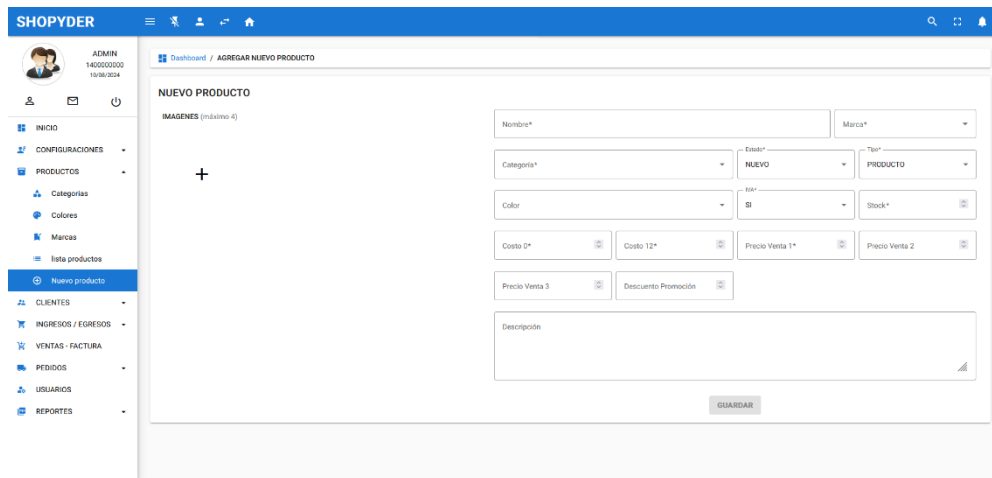 SHOPYDER
ADMIN
1400000000
10/08/2024
Dashboard / AGREGAR NUEVO PRODUCTO
INICIO
CONFIGURACIONES
PRODUCTOS
Categorias
Colores
Marcas
lista productos
Nuevo producto
CLIENTES
INGRESOS / EGRESOS
VENTAS - FACTURA
PEDIDOS
USUARIOS
REPORTES
NUEVO PRODUCTO
IMAGENES (máximo 4)
Nombre*
Marca*
Categoría*
Estado*
NUEVO
Tipo*
PRODUCTO
Color
IVA*
SI
Stock*
Costo 0*
Costo 12*
Precio Venta 1*
Precio Venta 2
Precio Venta 3
Descuento Promoción
Descripción
GUARDAR